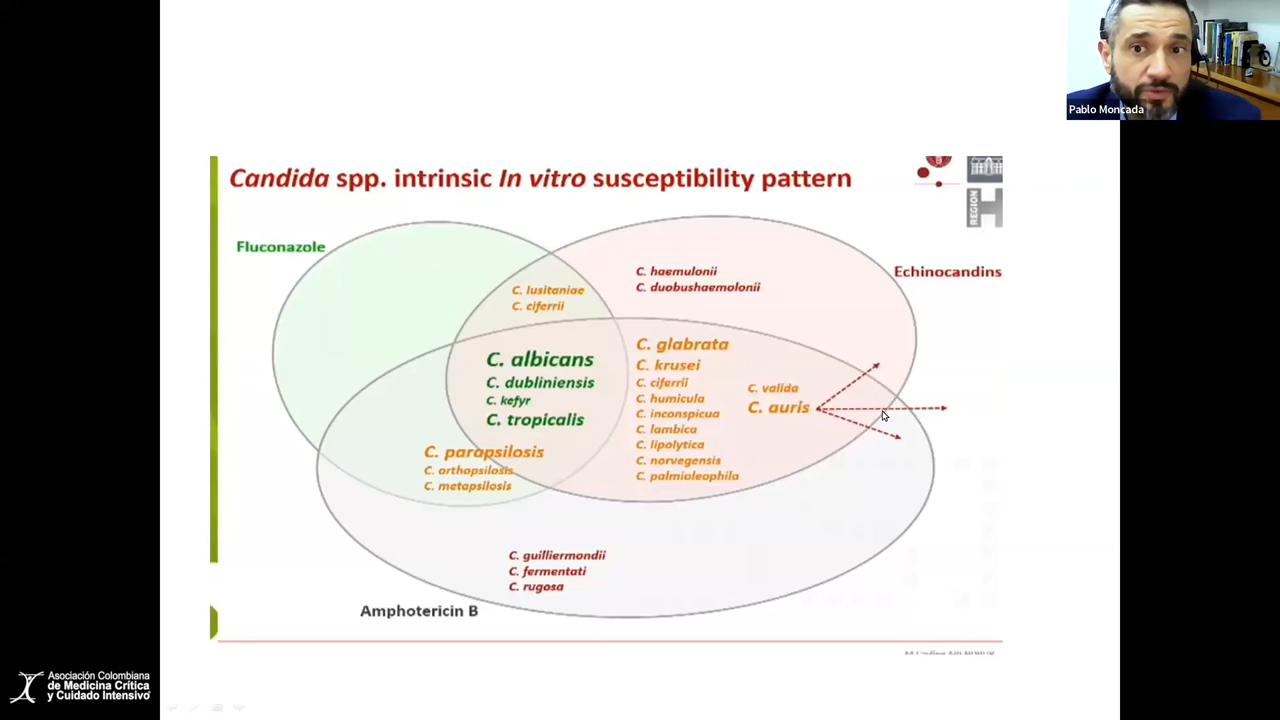 Pablo Moncada
Candida spp. intrinsic In vitro susceptibility pattern
REGION
Fluconazole
Echinocandins
C. haemulonii
C. duobushaemolonii
C. lusitaniae
C. ciferrii
C. albicans
C. dubliniensis
C. kefyr
C. tropicalis
C. glabrata
C. krusei
C. ciferrii
C. humicula
C. inconspicua
C. lambica
C. lipolytica
C. norvegensis
C. palmioleophila
C. valida
C. auris
C. parapsilosis
C. orthopsilosis
C. metapsilosis
C. guilliermondii
C. fermentati
C. rugosa
Amphotericin B
Asociación Colombiana
de Medicina Crítica
y Cuidado Intensivo